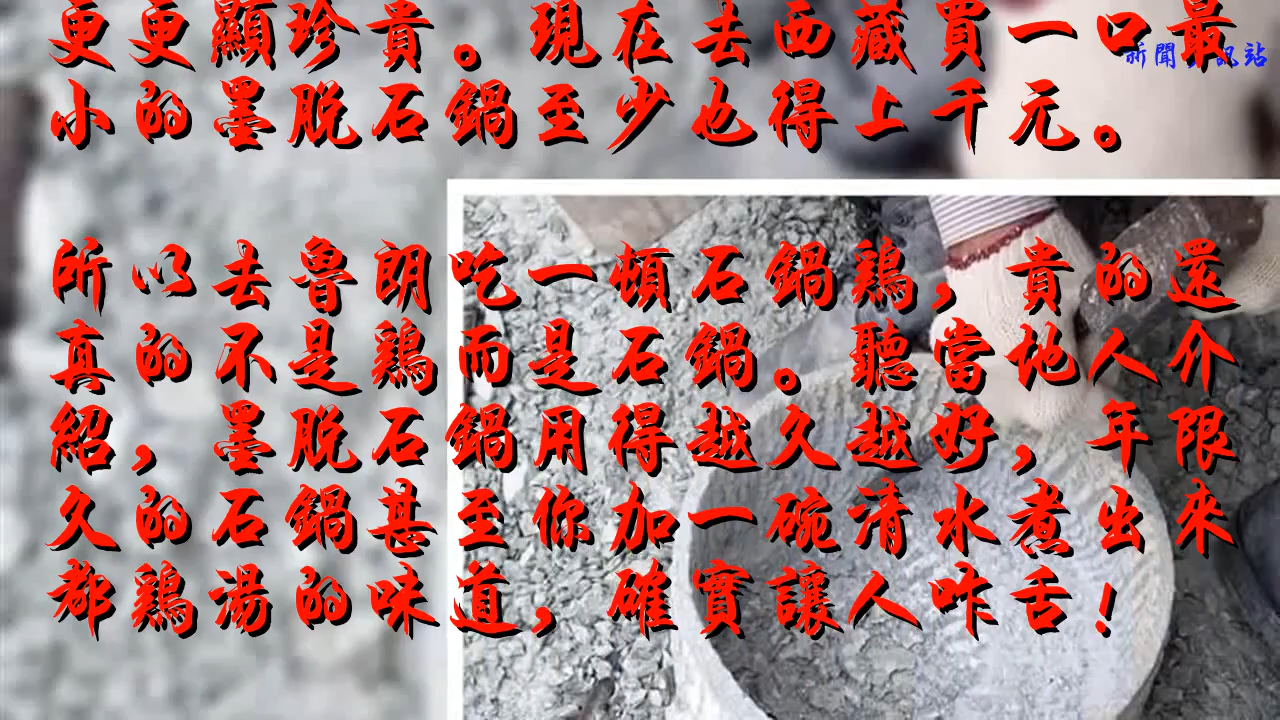 更更顯珍貴。現在去西藏買一口最
小的墨脫石鍋至少也得上千元。
所以去魯朗吃一頓石鍋鷄，貴的還
真的不是鷄而是石鍋。聽當地人介
紹，墨脫石鍋用得越久越好，年限
久的石鍋甚至你加一碗清水煮出來
都鷄湯的味道，確實讓人咋舌！